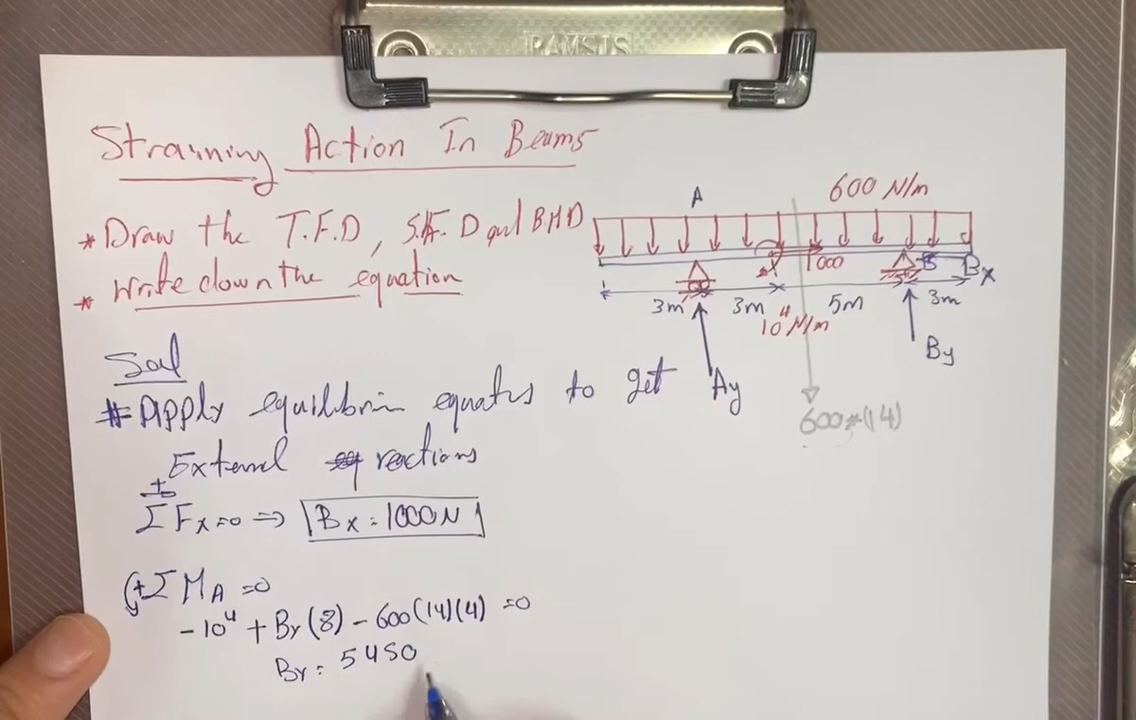 RAMSIS
Straining Action In Beams
* Draw the T.F.D, S.F.D and BMD
* Write down the equation
A
600 N/m
1000
B
Bx
3m
3m
5m
3m
10⁴ N/m
Ay
By
600*(14)
Sol
# Apply equilibrium equations to get
External reactions
+
ΣFx=0 => Bx = 1000N
+ΣMA=0
-10⁴ + By(8) - 600(14)(4) =0
By = 5450